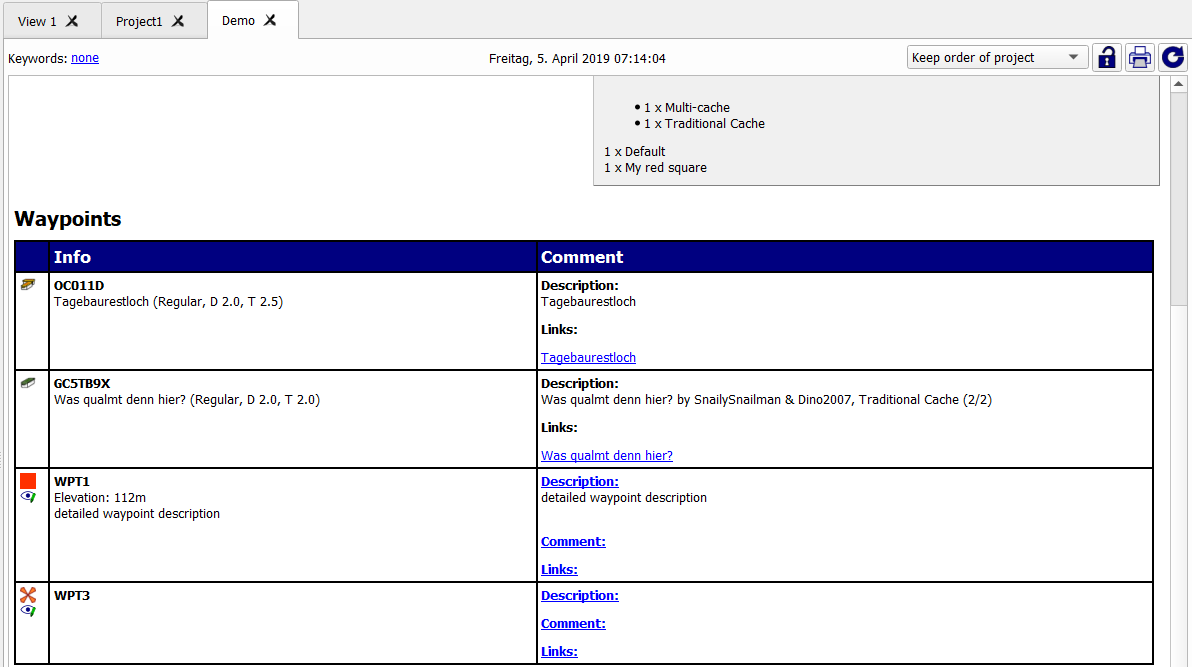 View 1
Project1
Demo
Keywords: none
Freitag, 5. April 2019 07:14:04
Keep order of project
• 1 x Multi-cache
• 1 x Traditional Cache
1 x Default
1 x My red square
Waypoints
Info
Comment
OC011D
Tagebaurestloch (Regular, D 2.0, T 2.5)
Description:
Tagebaurestloch
Links:
Tagebaurestloch
GC5TB9X
Was qualmt denn hier? (Regular, D 2.0, T 2.0)
Description:
Was qualmt denn hier? by SnailySnailman & Dino2007, Traditional Cache (2/2)
Links:
Was qualmt denn hier?
WPT1
Elevation: 112m
detailed waypoint description
Description:
detailed waypoint description
Comment:
Links:
WPT3
Description:
Comment:
Links: